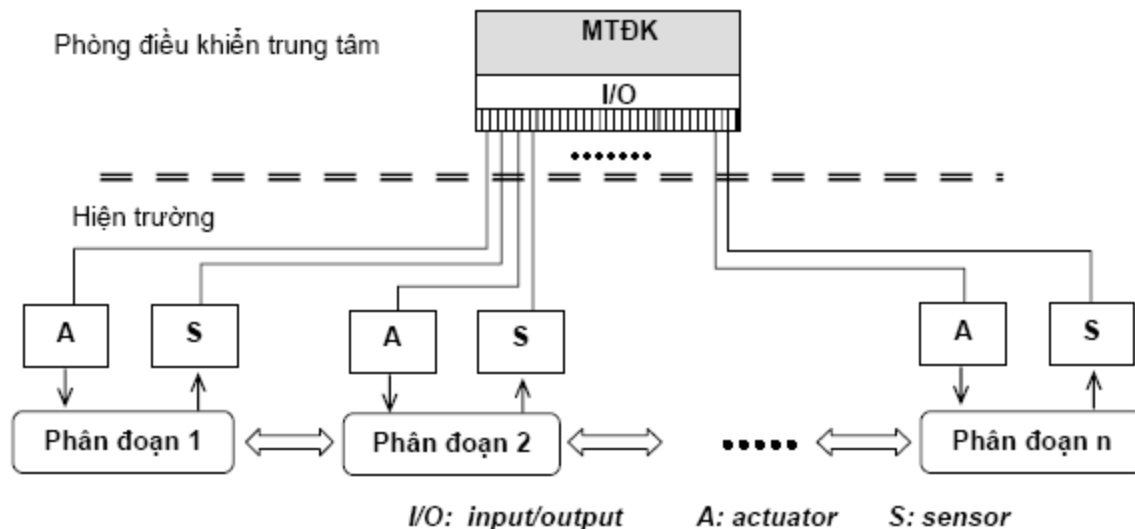 MTĐK
Phòng điều khiển trung tâm
I/O
Hiện trường
A S A S A S
Phân đoạn 1 Phân đoạn 2 Phân đoạn n
I/O: input/output A: actuator S: sensor